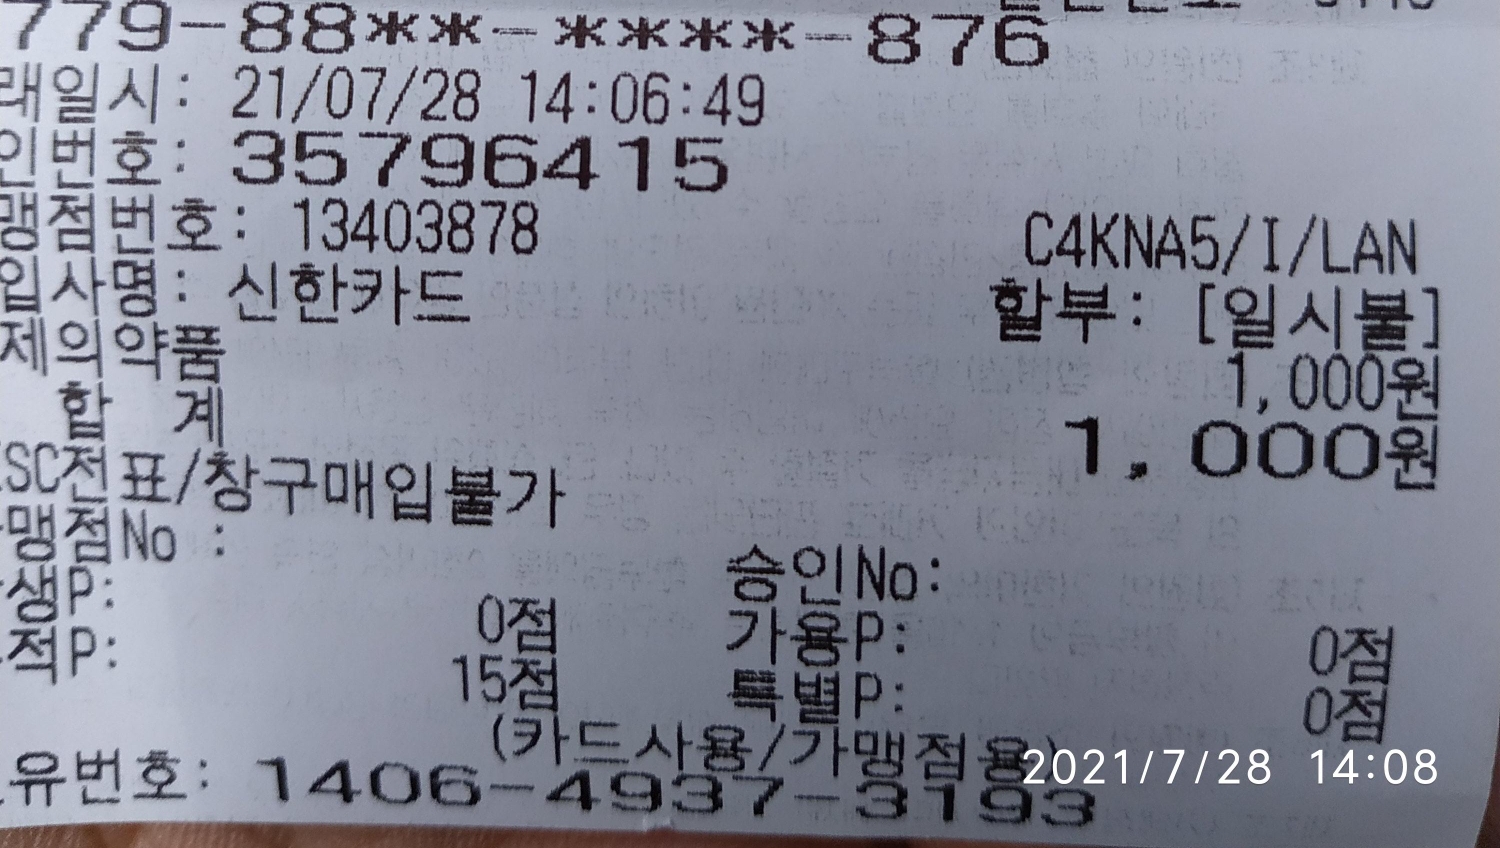 779-88**-****-876
래일시: 21/07/28 14:06:49
인번호: 35796415
맹점번호: 13403878 C4KNA5/I/LAN
입사명: 신한카드 할부: [일시불]
제의약품 1,000원
합 계 1,000원
SC전표/창구매입불가
맹점No : 승인No:
생P: 0점 가용P: 0점
적P: 15점 특별P: 0점
(카드사용/가맹점용)
유번호: 1406-4937-3193
2021/7/28 14:08